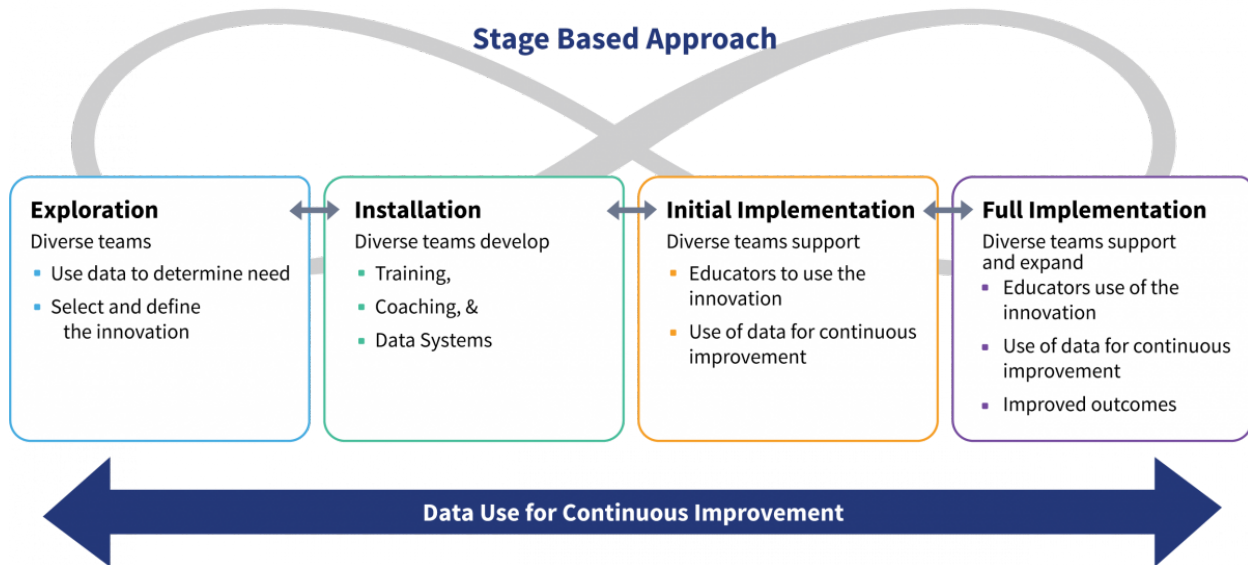 Stage Based Approach
Exploration
Diverse teams
Use data to determine need
Select and define
the innovation
Installation
Diverse teams develop
Training,
Coaching, &
Data Systems
Initial Implementation
Diverse teams support
Educators to use the
innovation
Use of data for continuous
improvement
Full Implementation
Diverse teams support
and expand
Educators use of the
innovation
Use of data for continuous
improvement
Improved outcomes
Data Use for Continuous Improvement